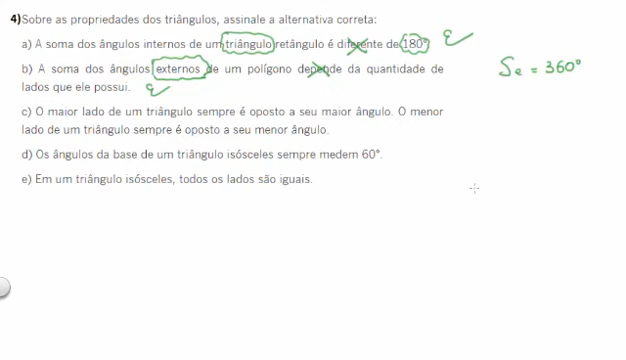 4)Sobre as propriedades dos triângulos, assinale a alternativa correta:
a) A soma dos ângulos internos de um triângulo retângulo é diferente de 180°.
Se = 360°
b) A soma dos ângulos externos de um polígono depende da quantidade de
lados que ele possui.
c) O maior lado de um triângulo sempre é oposto a seu maior ângulo. O menor
lado de um triângulo sempre é oposto a seu menor ângulo.
d) Os ângulos da base de um triângulo isósceles sempre medem 60°.
e) Em um triângulo isósceles, todos os lados são iguais.